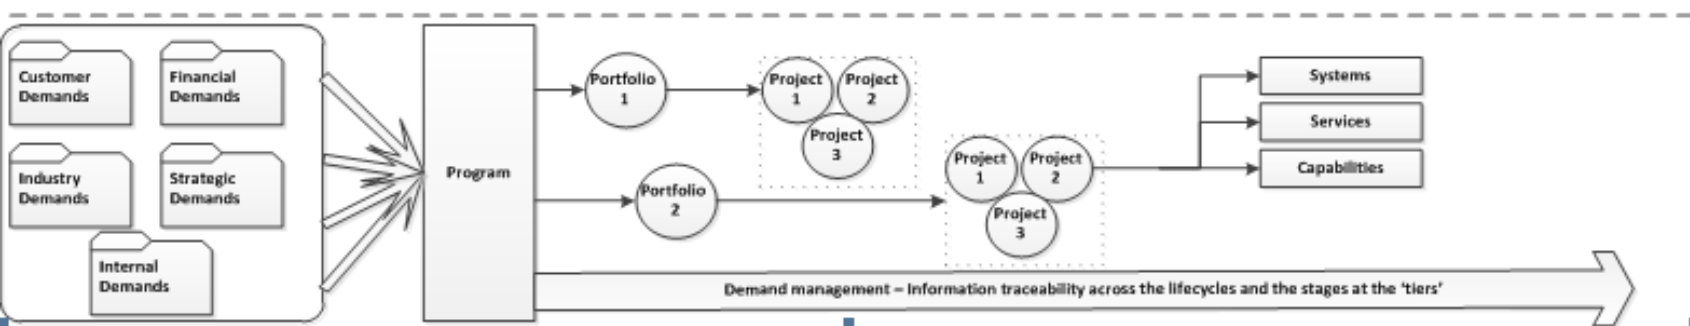 Customer
Demands
Financial
Demands
Industry
Demands
Strategic
Demands
Internal
Demands
Program
Portfolio
1
Portfolio
2
Project
1
Project
2
Project
3
Project
1
Project
2
Project
3
Systems
Services
Capabilities
Demand management – Information traceability across the lifecycles and the stages at the ‘tiers’